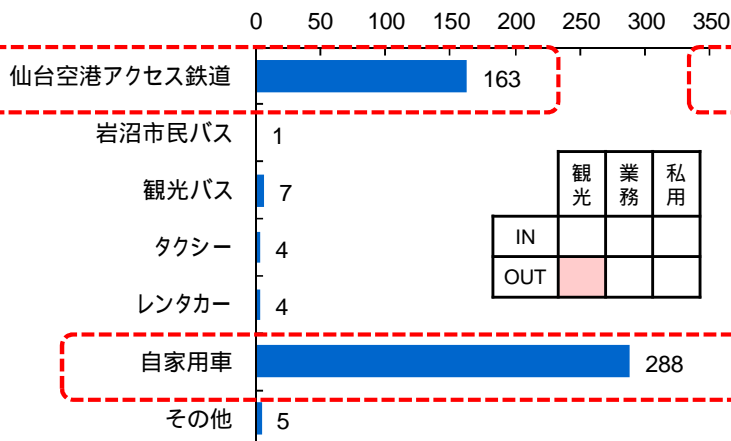 0 50 100 150 200 250 300 350
仙台空港アクセス鉄道 163
岩沼市民バス 1
観光バス 7
タクシー 4
レンタカー 4
自家用車 288
その他 5
観光 業務 私用
IN
OUT